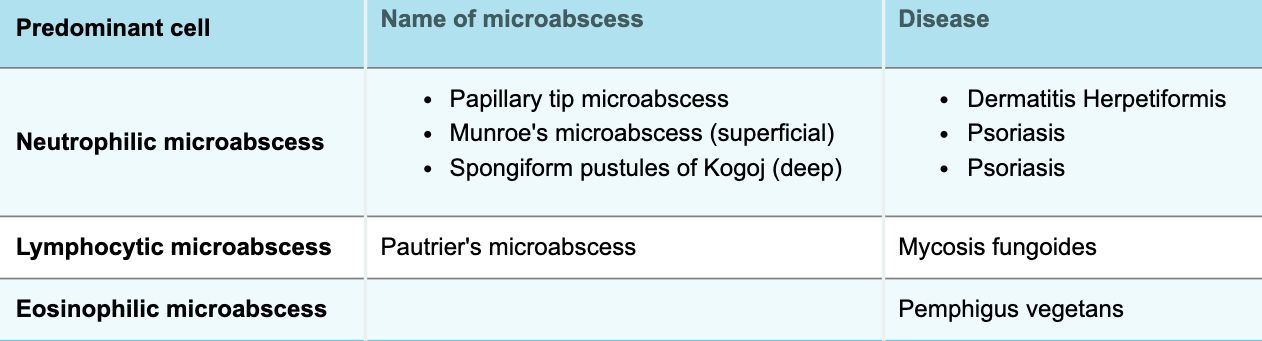 Predominant cell
Name of microabscess
Disease
Neutrophilic microabscess
• Papillary tip microabscess
• Munroe's microabscess (superficial)
• Spongiform pustules of Kogoj (deep)
• Dermatitis Herpetiformis
• Psoriasis
• Psoriasis
Lymphocytic microabscess
Pautrier's microabscess
Mycosis fungoides
Eosinophilic microabscess
Pemphigus vegetans